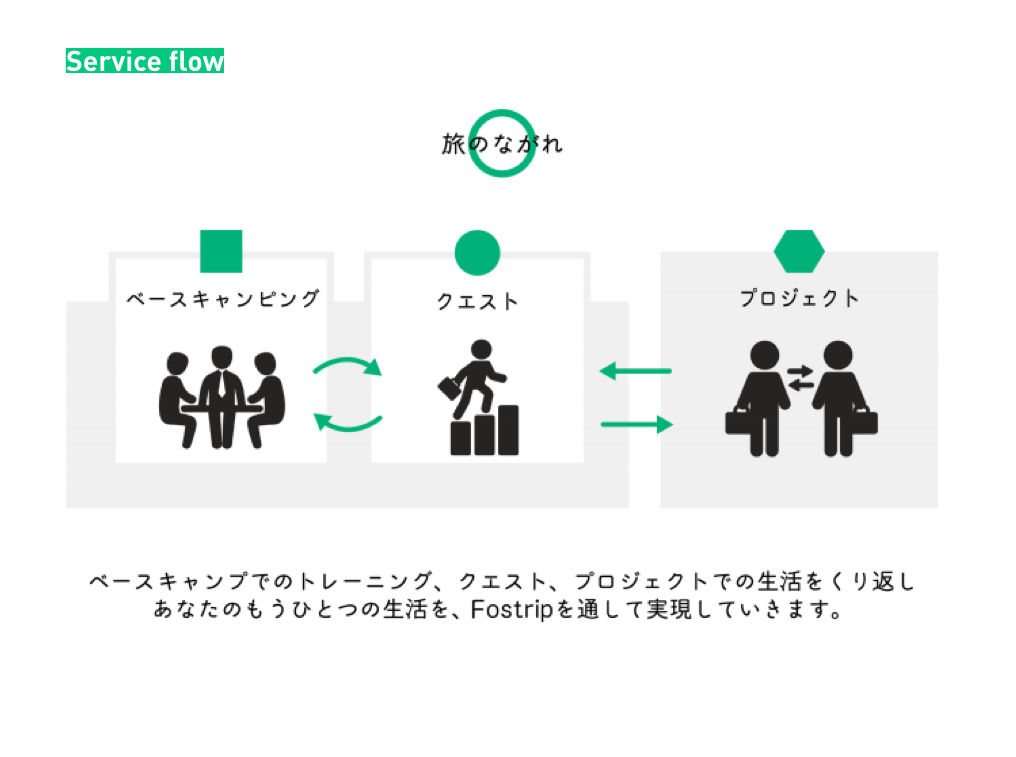 Service flow
旅のながれ
ベースキャンピング
クエスト
プロジェクト
ベースキャンプでのトレーニング、クエスト、プロジェクトでの生活をくり返し
あなたのもうひとつの生活を、Fostripを通して実現していきます。